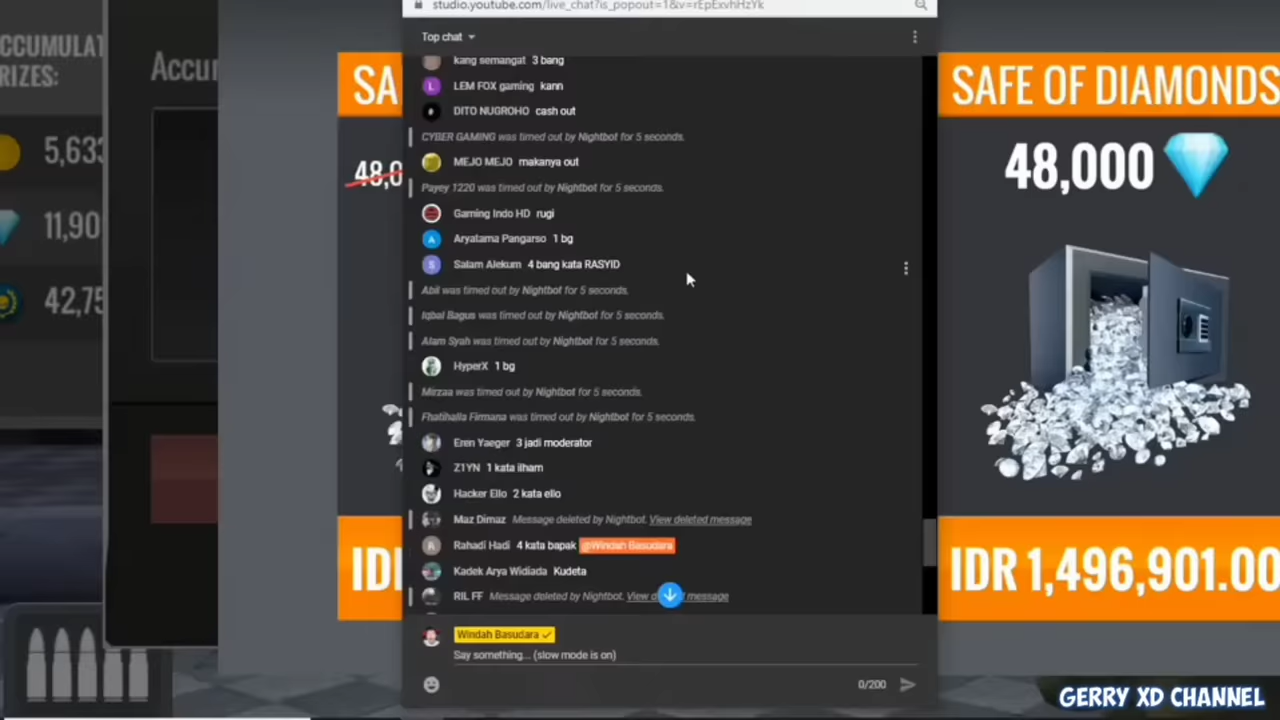 studio.youtube.com/live_chat?is_popout=1&v=rEpExvhHzYk
Top chat
kang semangat 3 bang
LEM FOX gaming kann
DITO NUGROHO cash out
CYBER GAMING was timed out by Nightbot for 5 seconds.
MEJO MEJO makanya out
Payey 1220 was timed out by Nightbot for 5 seconds.
Gaming Indo HD rugi
Aryatama Pangarso 1 bg
Salam Alekum 4 bang kata RASYID
Abil was timed out by Nightbot for 5 seconds.
Iqbal Bagus was timed out by Nightbot for 5 seconds.
Alam Syah was timed out by Nightbot for 5 seconds.
HyperX 1 bg
Mirzaa was timed out by Nightbot for 5 seconds.
Fhatihalla Firmana was timed out by Nightbot for 5 seconds.
Eren Yaeger 3 jadi moderator
Z1YN 1 kata ilham
Hacker Ello 2 kata ello
Maz Dimaz Message deleted by Nightbot. View deleted message
Rahadi Hadi 4 kata bapak @Windah Basudara
Kadek Arya Widiada Kudeta
RIL FF Message deleted by Nightbot. View d message
Windah Basudara
Say something... (slow mode is on)
0/200
CCUMULAT
RIZES:
5,633
11,90
42,75
Accur
SA
48,0
IDI
SAFE OF DIAMONDS
48,000
IDR 1,496,901.00
GERRY XD CHANNEL